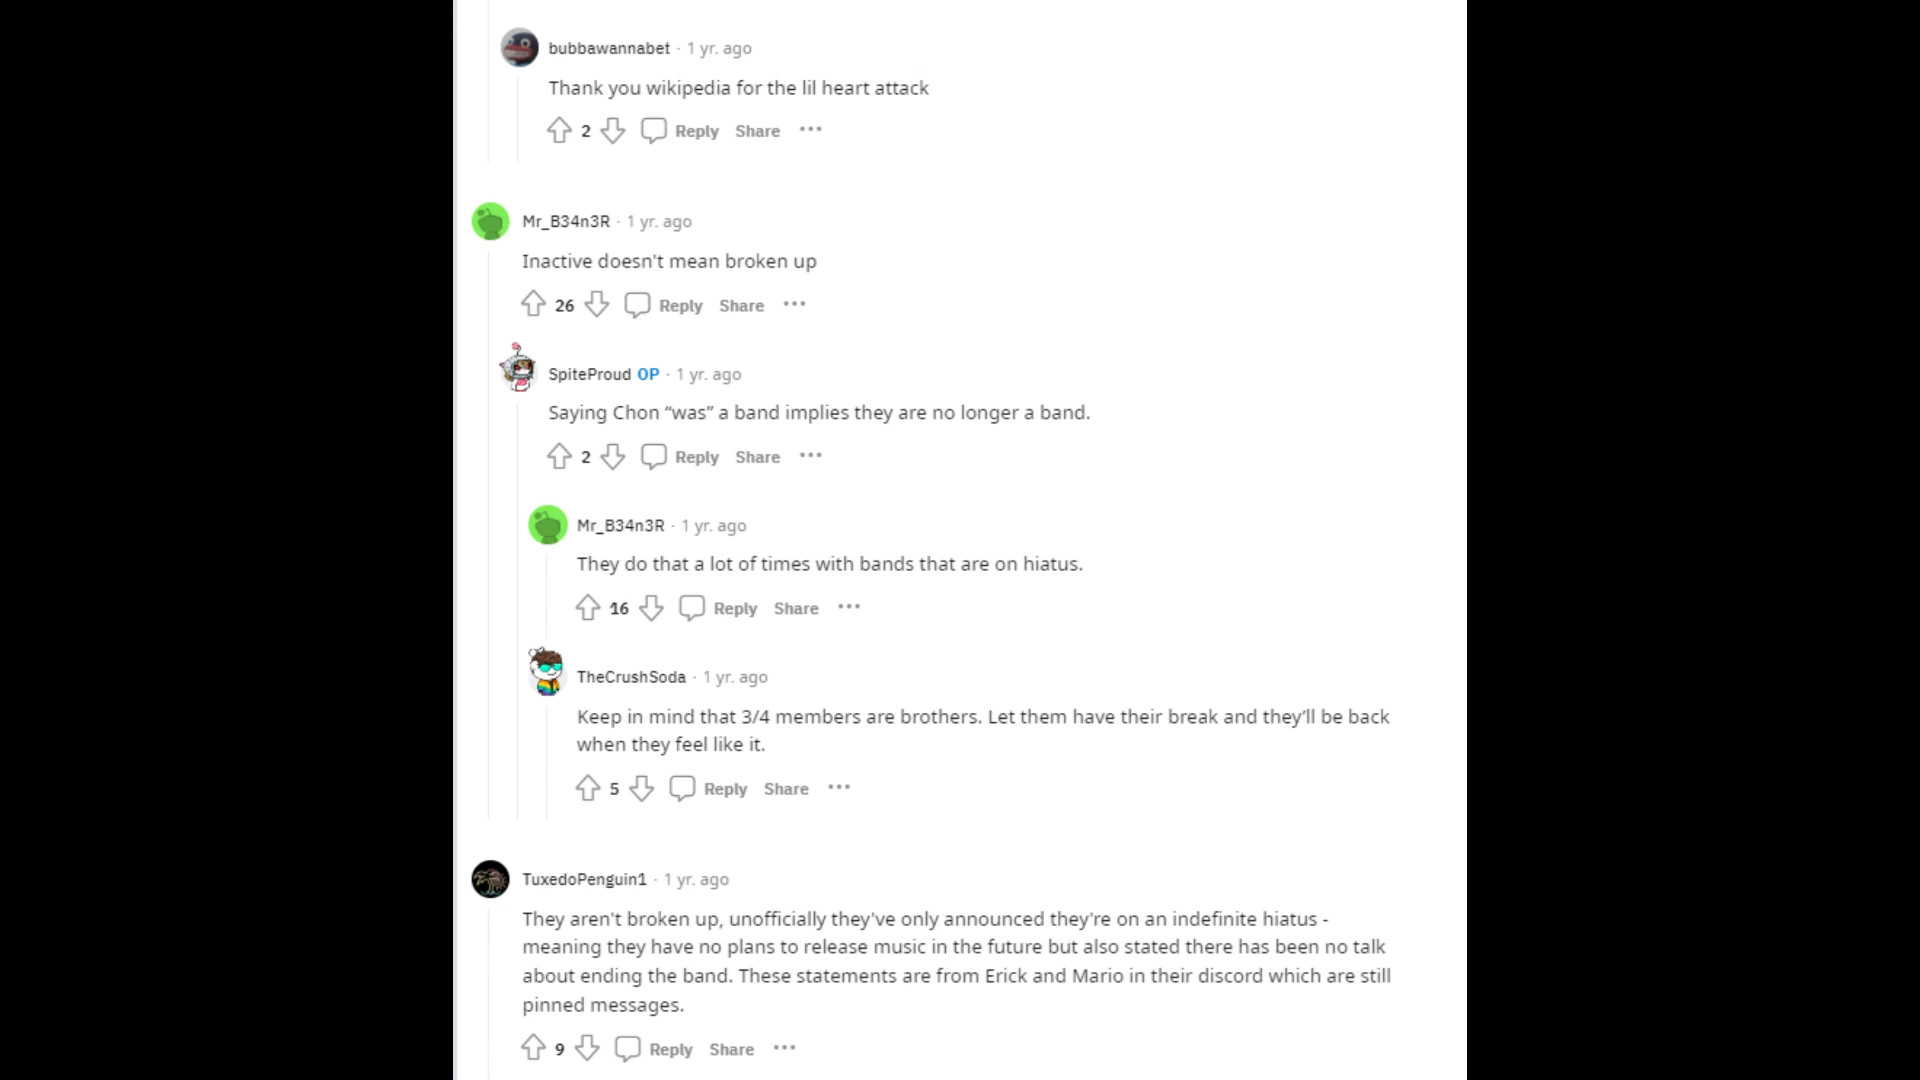 bubbawannabet · 1 yr. ago
Thank you wikipedia for the lil heart attack
2 Reply Share ···
Mr_B34n3R · 1 yr. ago
Inactive doesn't mean broken up
26 Reply Share ···
SpiteProud OP · 1 yr. ago
Saying Chon “was” a band implies they are no longer a band.
2 Reply Share ···
Mr_B34n3R · 1 yr. ago
They do that a lot of times with bands that are on hiatus.
16 Reply Share ···
TheCrushSoda · 1 yr. ago
Keep in mind that 3/4 members are brothers. Let them have their break and they’ll be back
when they feel like it.
5 Reply Share ···
TuxedoPenguin1 · 1 yr. ago
They aren't broken up, unofficially they've only announced they're on an indefinite hiatus -
meaning they have no plans to release music in the future but also stated there has been no talk
about ending the band. These statements are from Erick and Mario in their discord which are still
pinned messages.
9 Reply Share ···